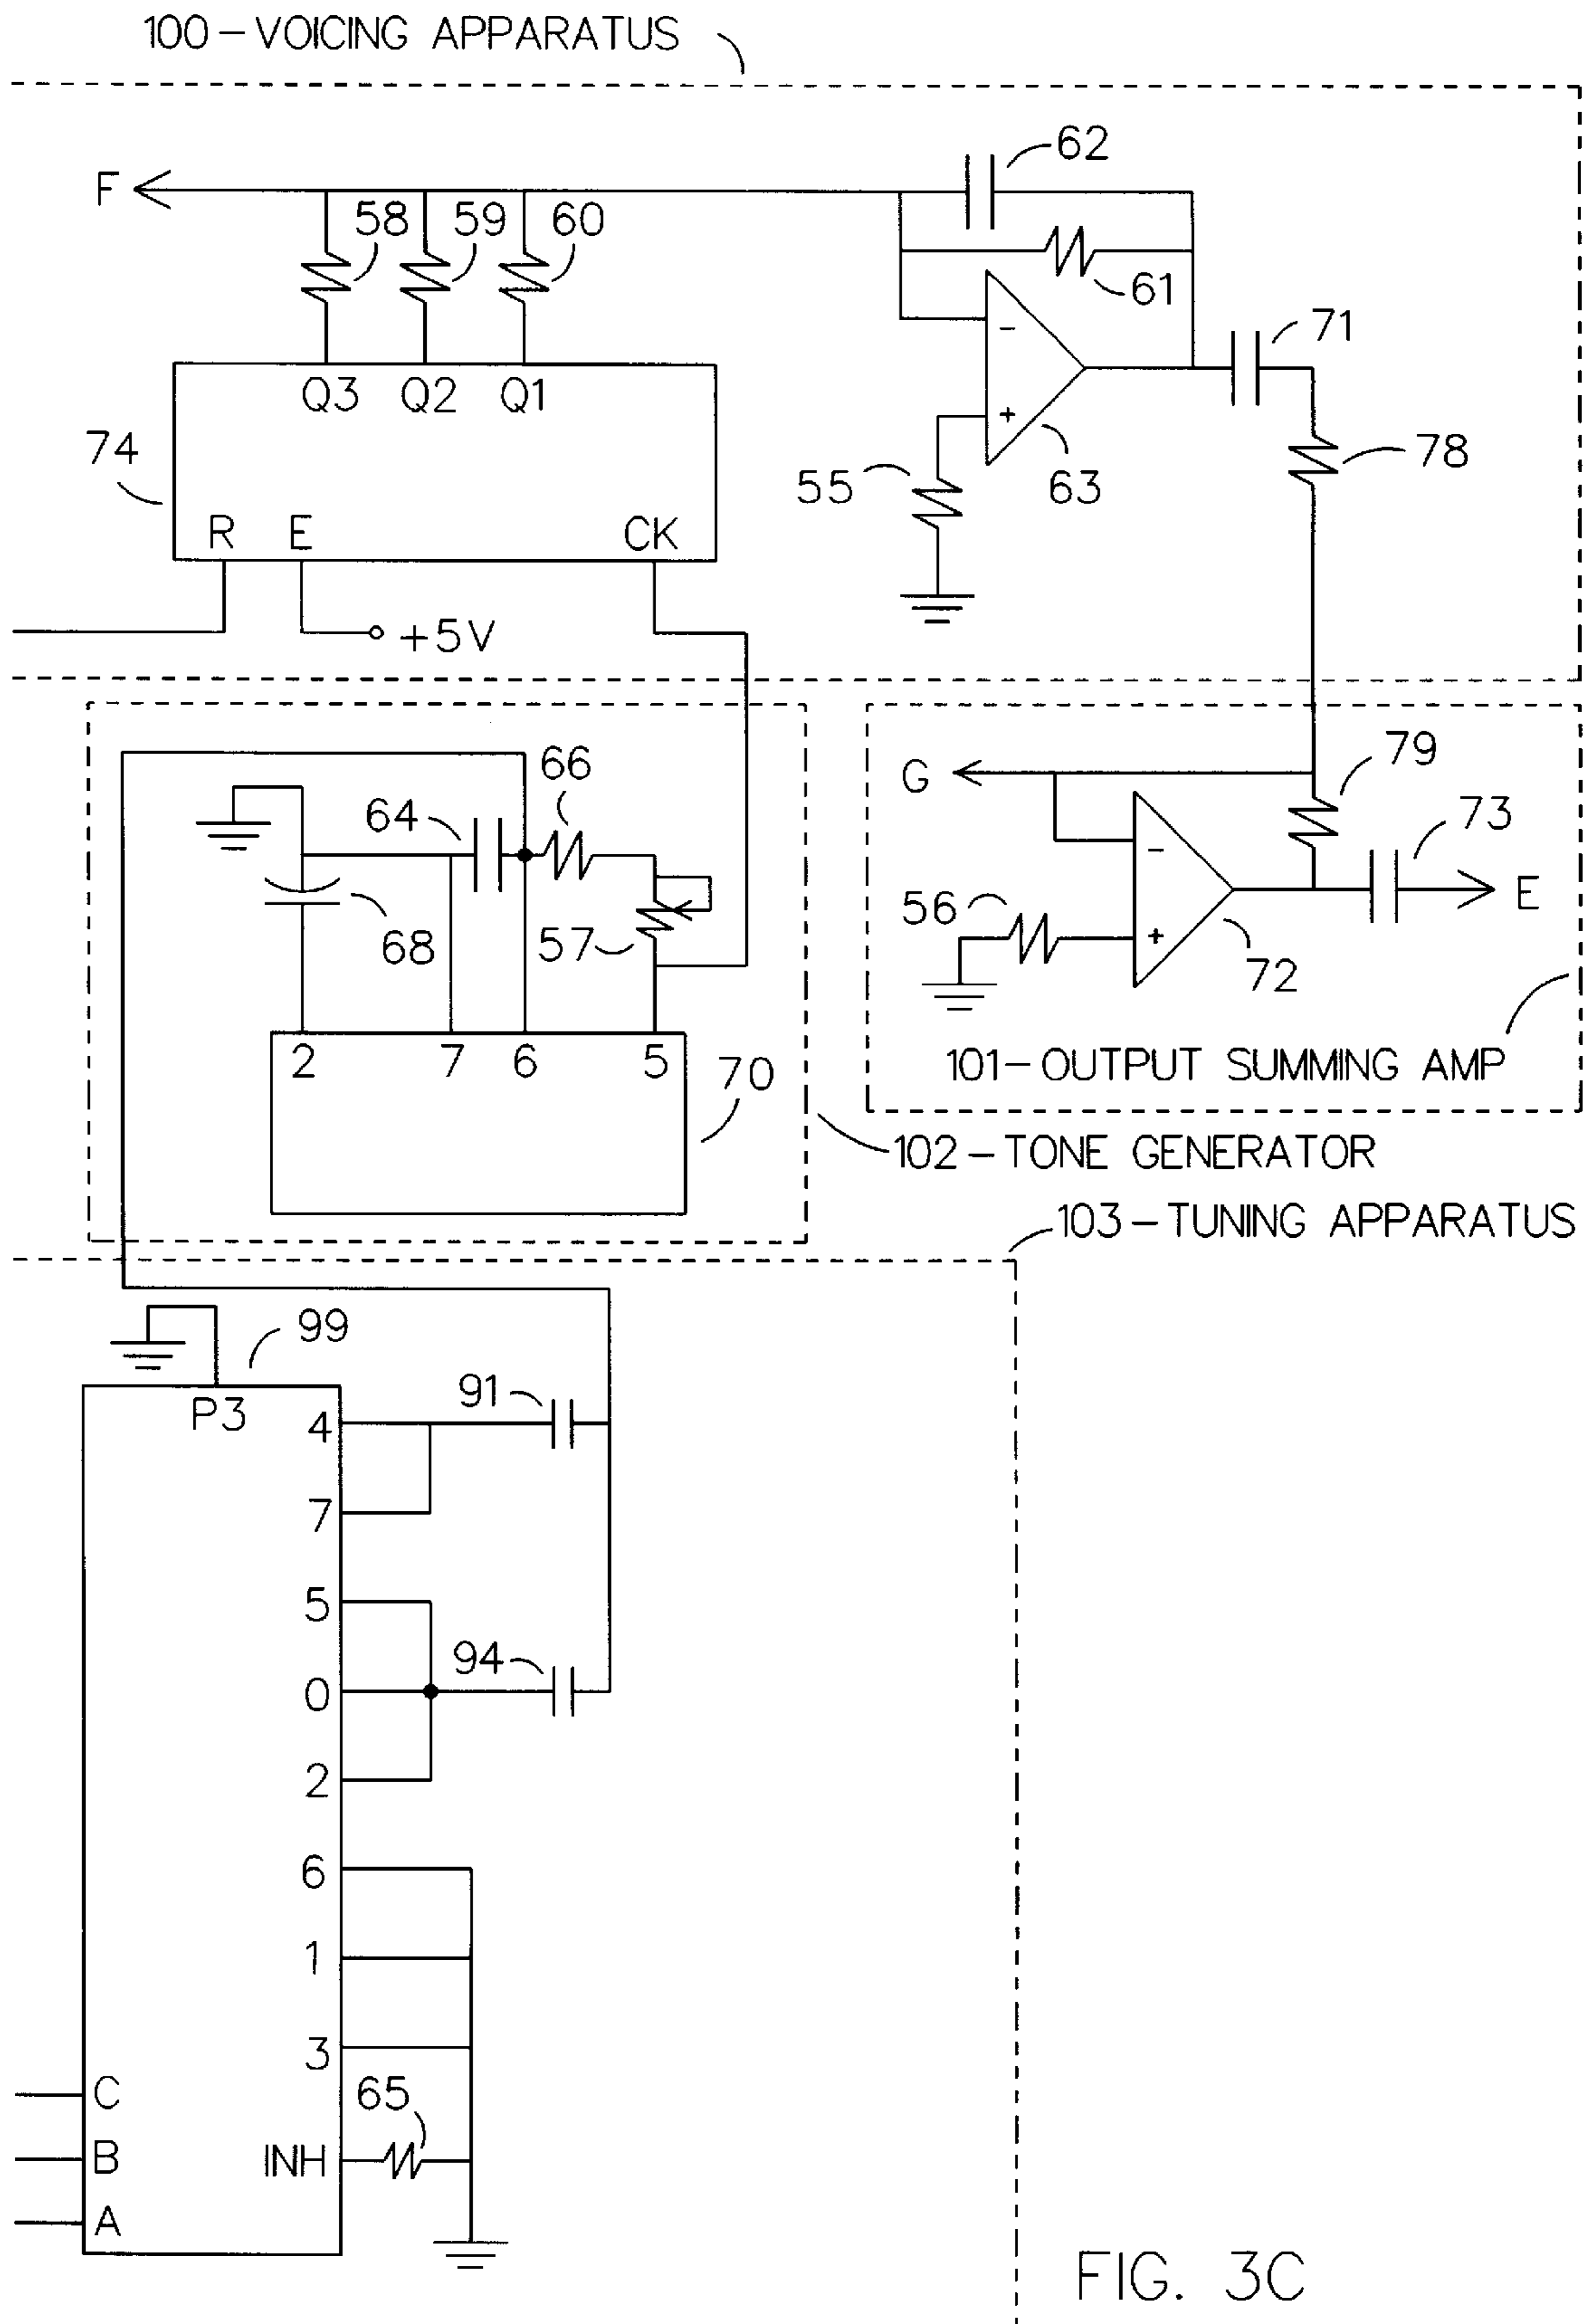 100-VOICING APPARATUS
62
F
58
59
60
61
71
-
Q3 Q2 Q1
+
74
78
55
63
R E CK
+5V
66
79
G
64
73
-
56
E
68
57
+
72
2 7 6 5
70
101-OUTPUT SUMMING AMP
102-TONE GENERATOR
103-TUNING APPARATUS
99
91
P3
4
7
5
94
0
2
6
1
3
65
C
B
INH
A
FIG. 3C